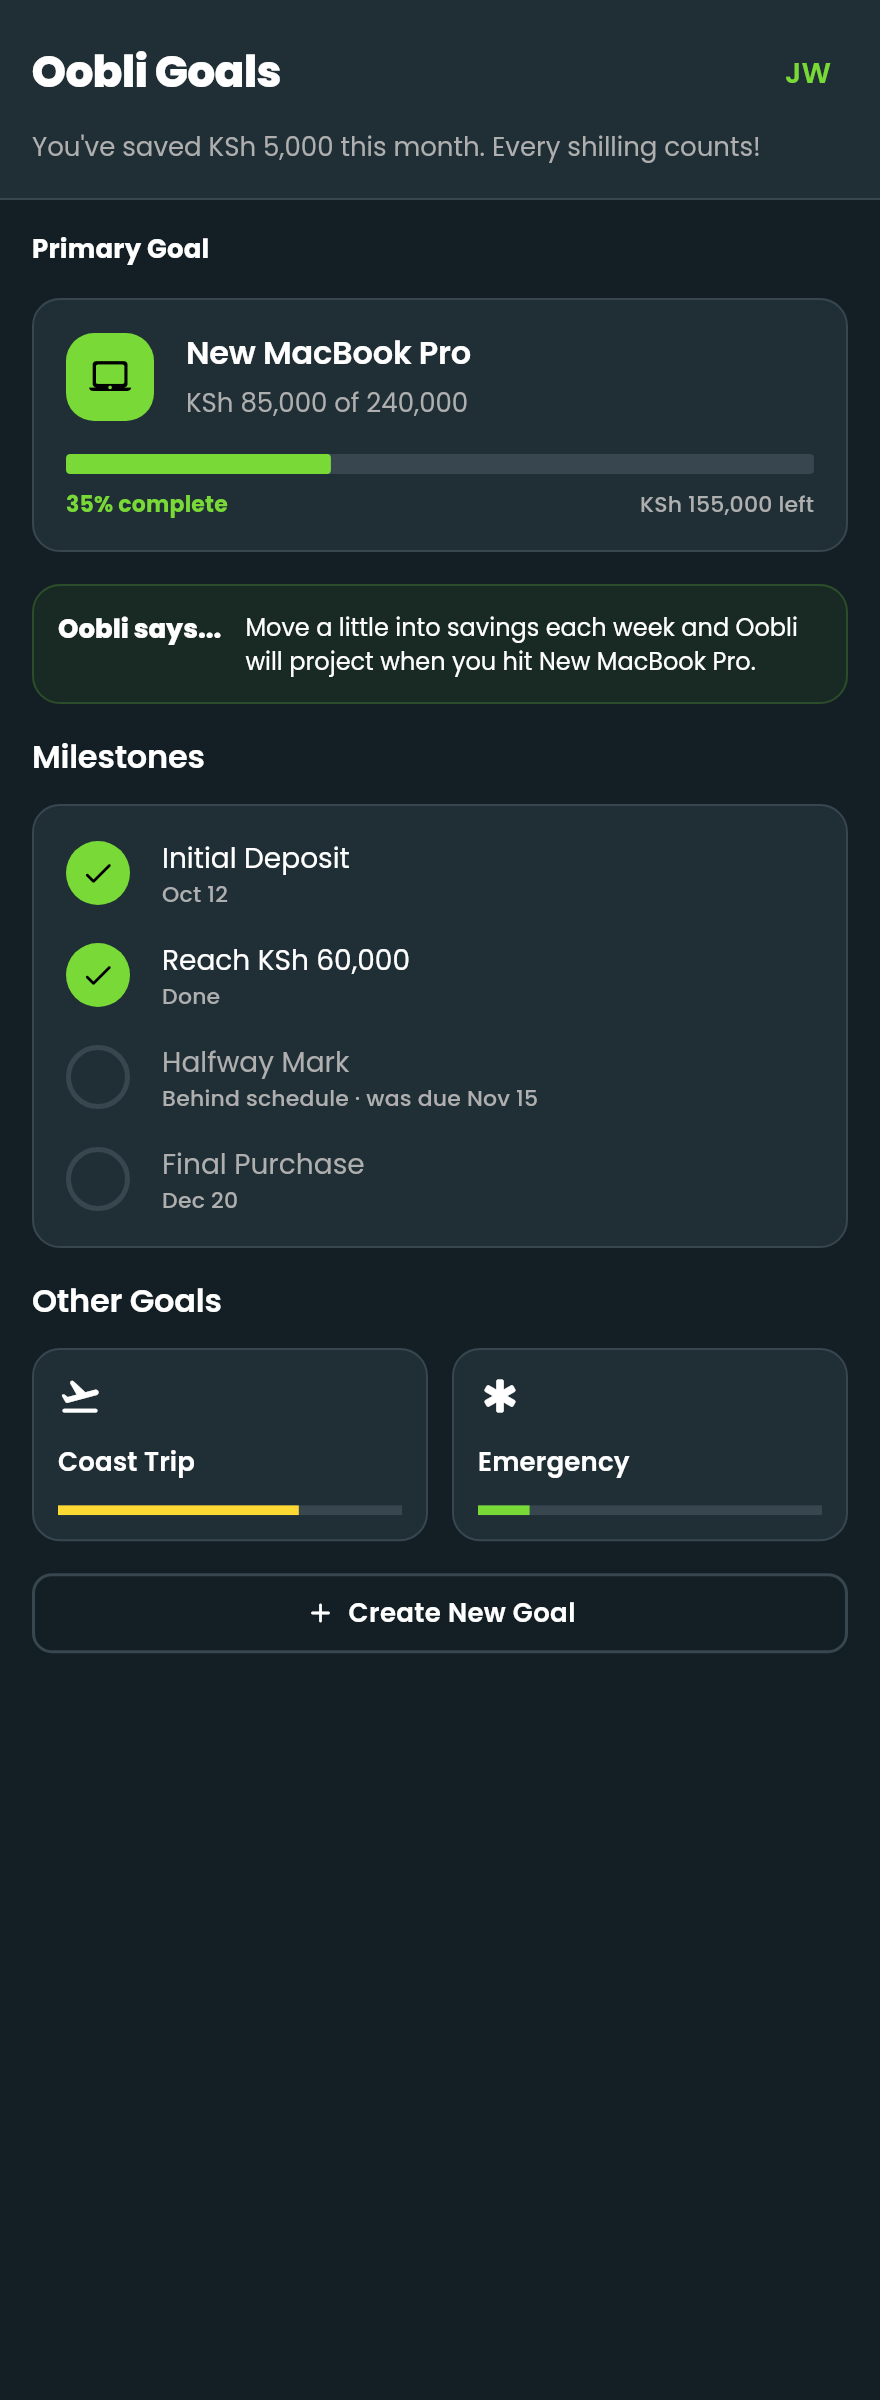 Oobli Goals
JW
You've saved KSh 5,000 this month. Every shilling counts!
Primary Goal
New MacBook Pro
KSh 85,000 of 240,000
35% complete
KSh 155,000 left
Oobli says...
Move a little into savings each week and Oobli
will project when you hit New MacBook Pro.
Milestones
Initial Deposit
Oct 12
Reach KSh 60,000
Done
Halfway Mark
Behind schedule · was due Nov 15
Final Purchase
Dec 20
Other Goals
Coast Trip
Emergency
+ Create New Goal